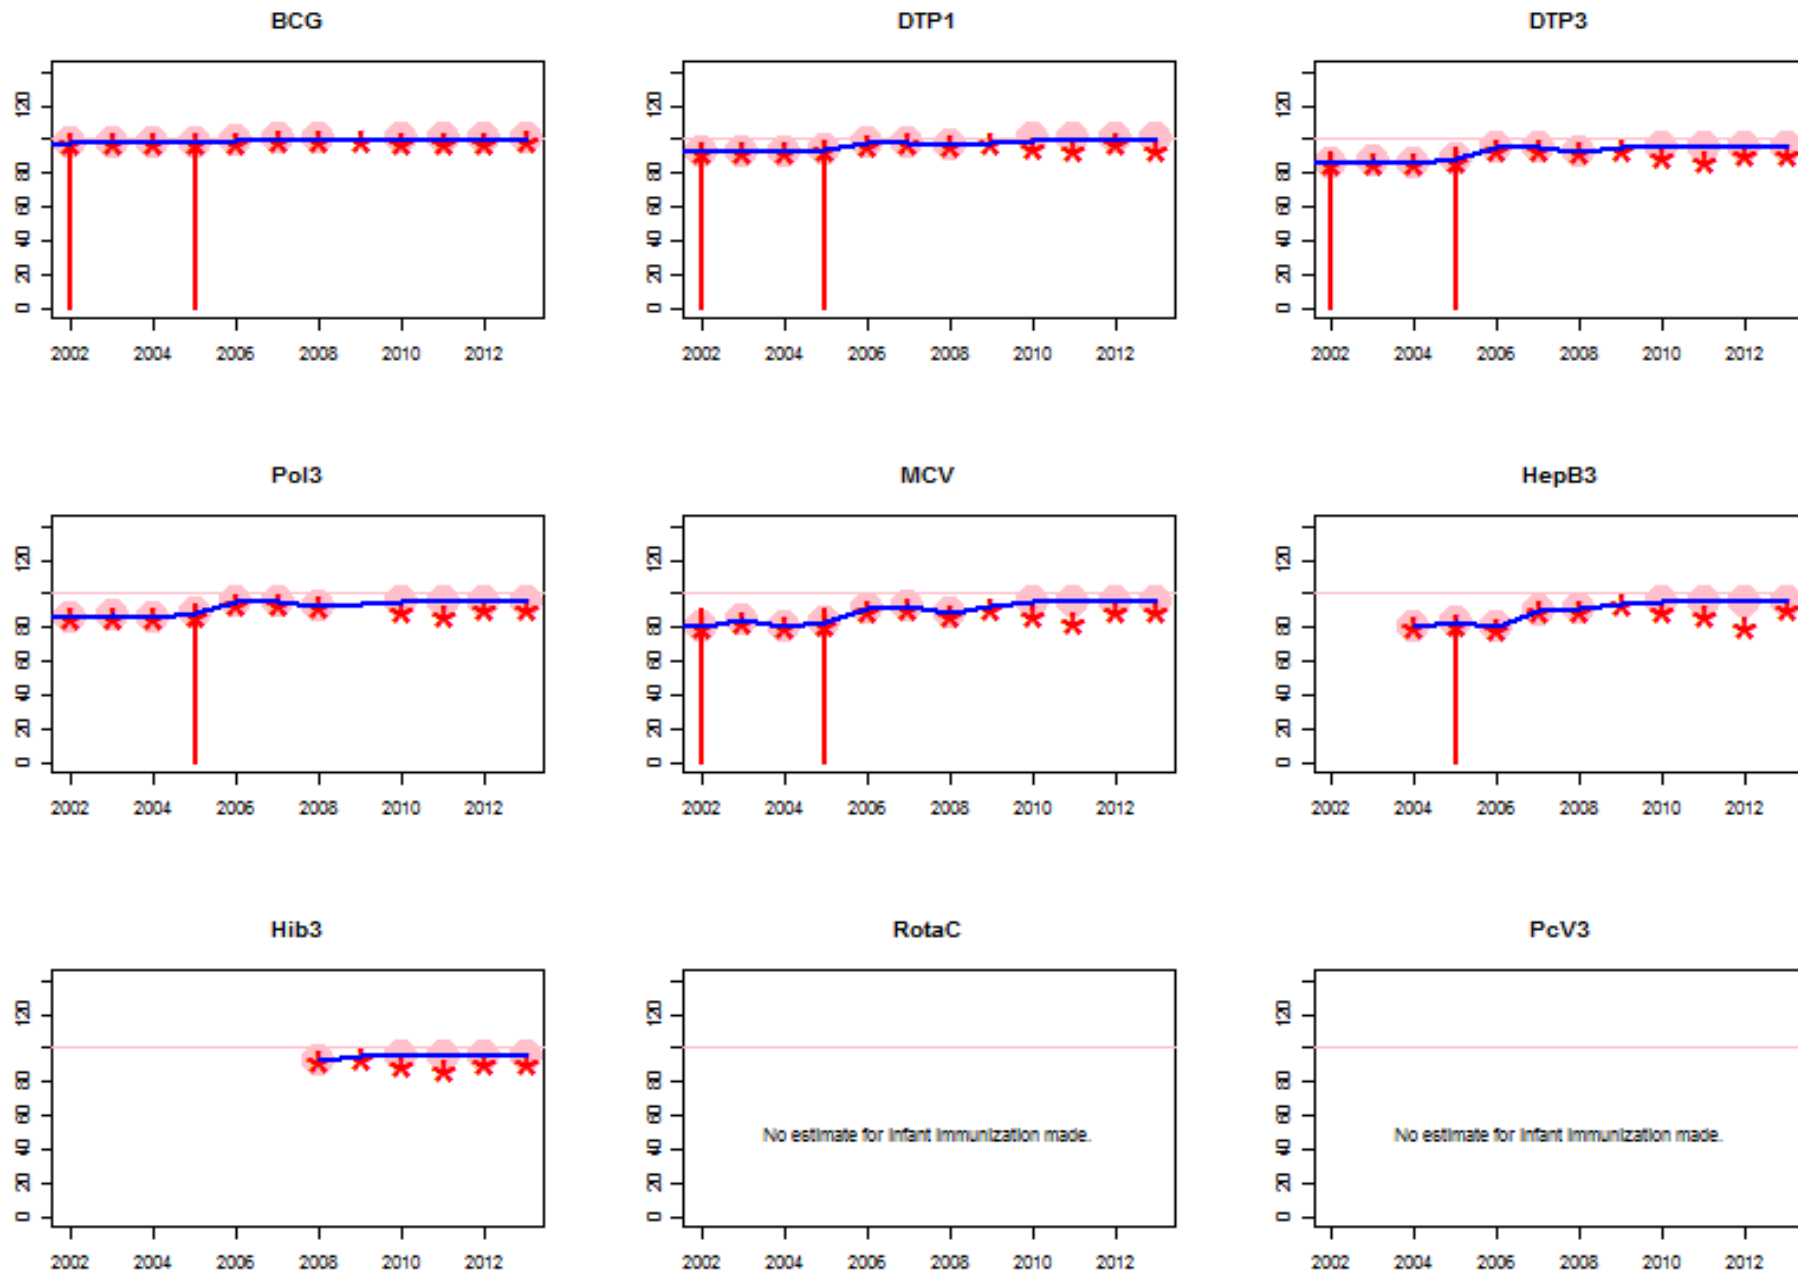 BCG DTP1 DTP3
120 120 120
80 80 80
60 60 60
40 40 40
20 20 20
0 0 0
2002 2004 2006 2008 2010 2012 2002 2004 2006 2008 2010 2012 2002 2004 2006 2008 2010 2012
Pol3 MCV HepB3
120 120 120
80 80 80
60 60 60
40 40 40
20 20 20
0 0 0
2002 2004 2006 2008 2010 2012 2002 2004 2006 2008 2010 2012 2002 2004 2006 2008 2010 2012
Hib3 RotaC PcV3
120 120 120
80 80 80
60 60 60
No estimate for infant immunization made. No estimate for infant immunization made.
40 40 40
20 20 20
0 0 0
2002 2004 2006 2008 2010 2012 2002 2004 2006 2008 2010 2012 2002 2004 2006 2008 2010 2012